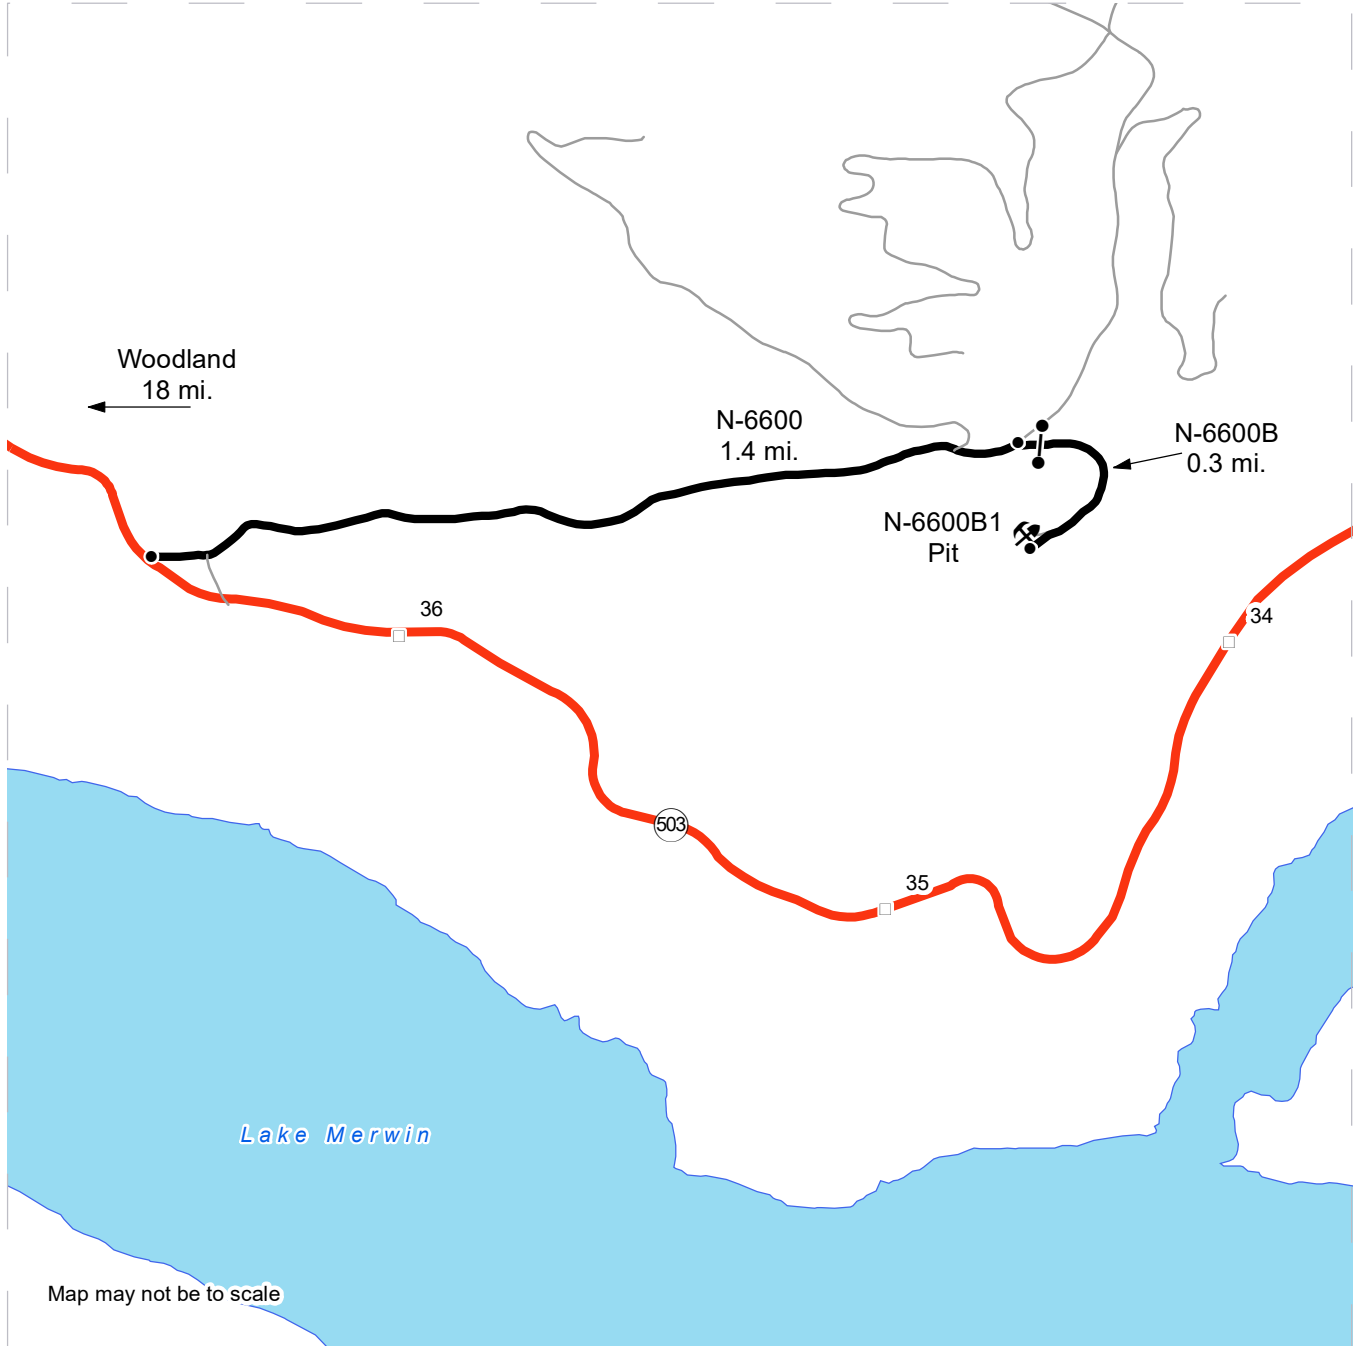 Woodland
18 mi.
N-6600
1.4 mi.
N-6600B
0.3 mi.
N-6600B1
Pit
36
34
503
35
Lake Merwin
Map may not be to scale